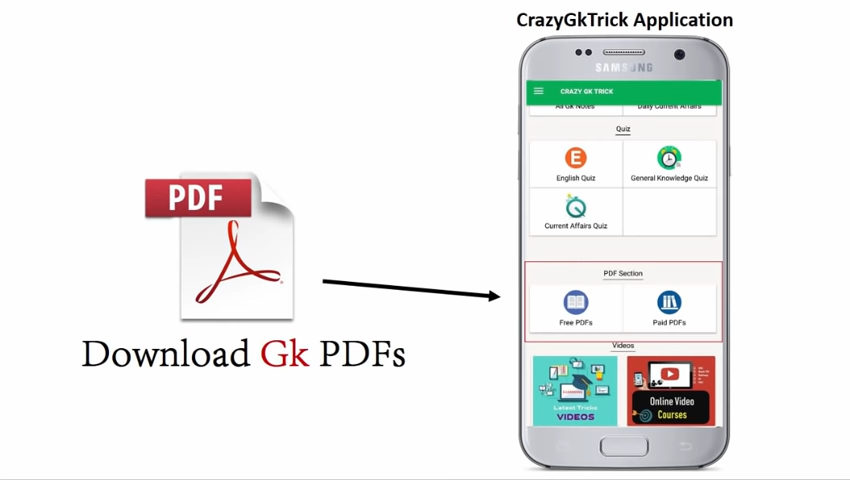 CrazyGkTrick Application
SAMSUNG
CRAZY GK TRICK
All GK Notes
Daily Current Affairs
Quiz
E
English Quiz
General Knowledge Quiz
Current Affairs Quiz
PDF Section
Free PDFs
Paid PDFs
Videos
Latest Tricks
VIDEOS
Online Video
Courses
PDF
Download Gk PDFs